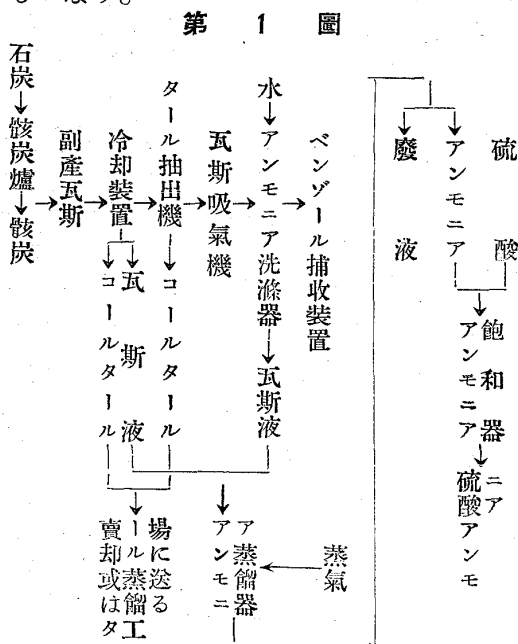 第1圖
石炭→骸炭爐→骸炭
副產瓦斯
冷却裝置
瓦斯液
コールタール
タール抽出機→コールタール
瓦斯吸氣機
水→アンモニア洗滌器→瓦斯液
ベンゾール捕收裝置
賣却或はタ
ール蒸餾工
場に送る
アンモニ
ア蒸餾器
蒸氣
廢液
アンモニア
硫酸
アンモニア
飽和器
硫酸アンモ
ニア